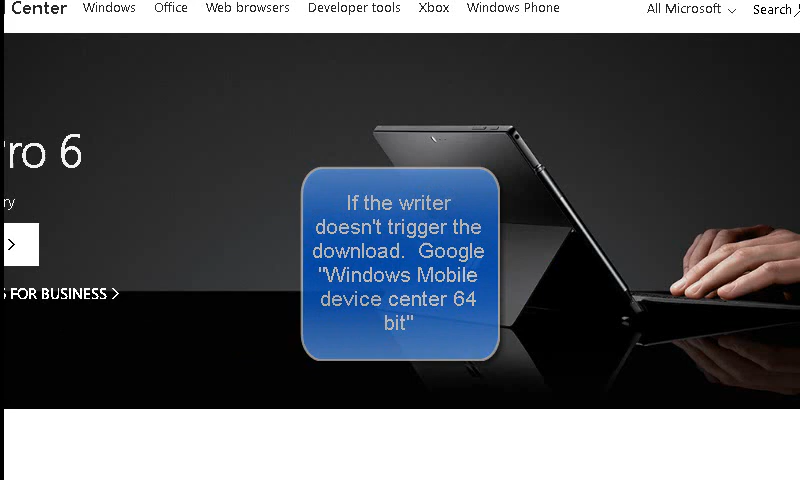 Center Windows Office Web browsers Developer tools Xbox Windows Phone All Microsoft Search
ro 6
ry
If the writer
doesn't trigger the
download. Google
"Windows Mobile
device center 64
bit"
S FOR BUSINESS